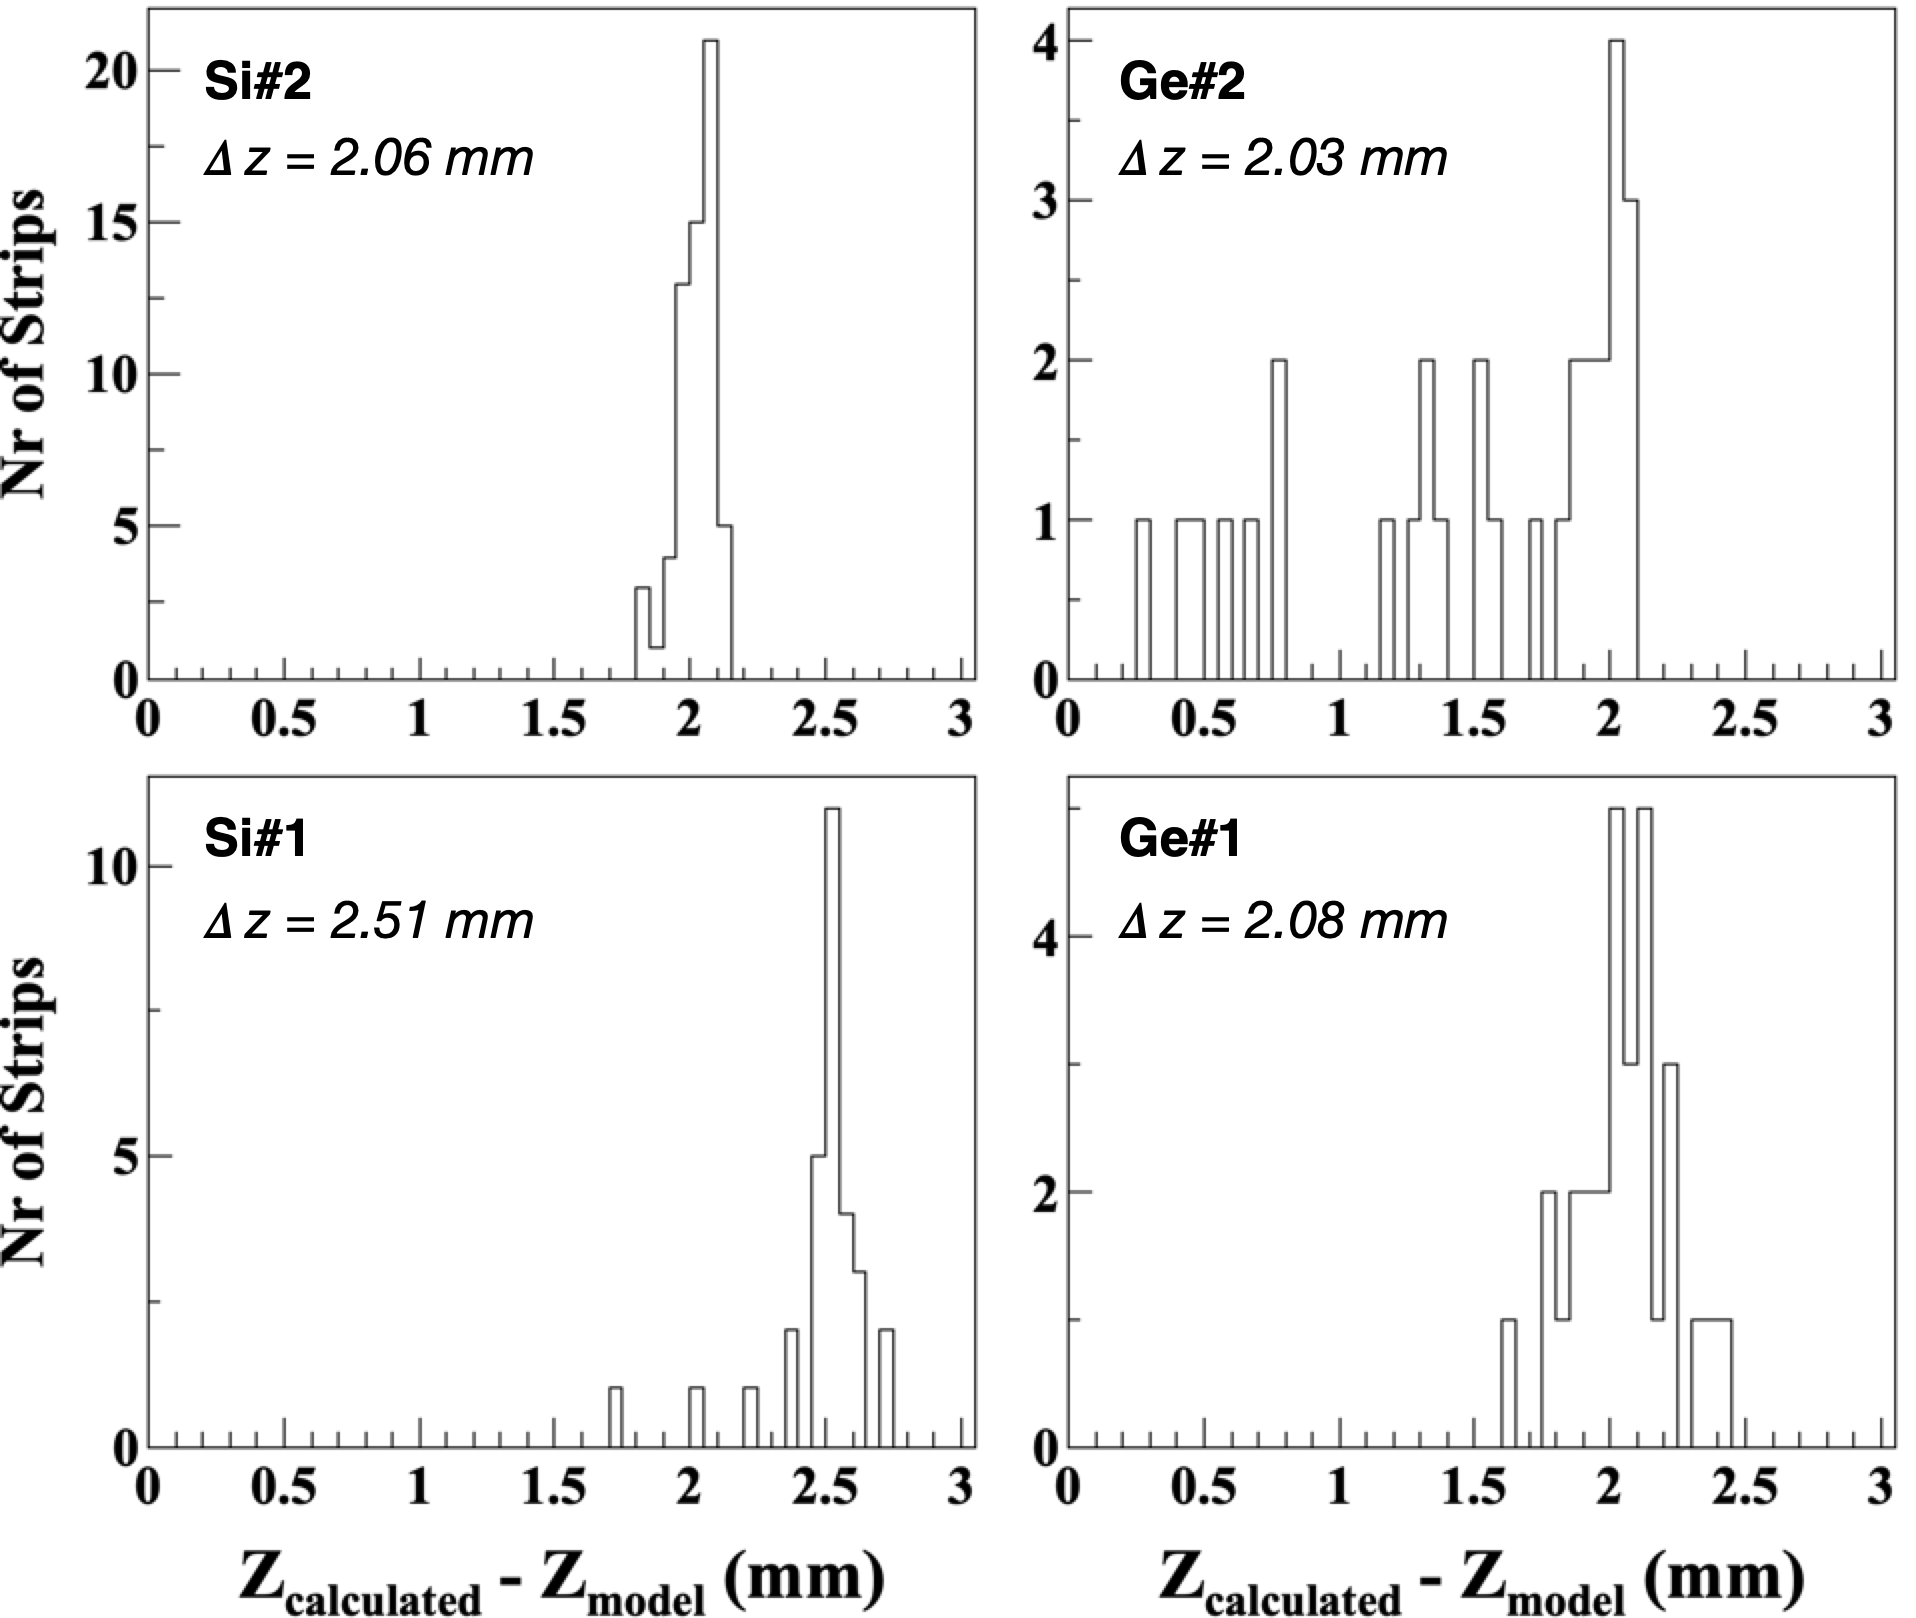 Nr of Strips
20
15
10
5
0
Si#2
Δ z = 2.06 mm
0 0.5 1 1.5 2 2.5 3
4
3
2
1
0
Ge#2
Δ z = 2.03 mm
0 0.5 1 1.5 2 2.5 3
Nr of Strips
10
5
0
Si#1
Δ z = 2.51 mm
0 0.5 1 1.5 2 2.5 3
Zcalculated - Zmodel (mm)
4
2
0
Ge#1
Δ z = 2.08 mm
0 0.5 1 1.5 2 2.5 3
Zcalculated - Zmodel (mm)